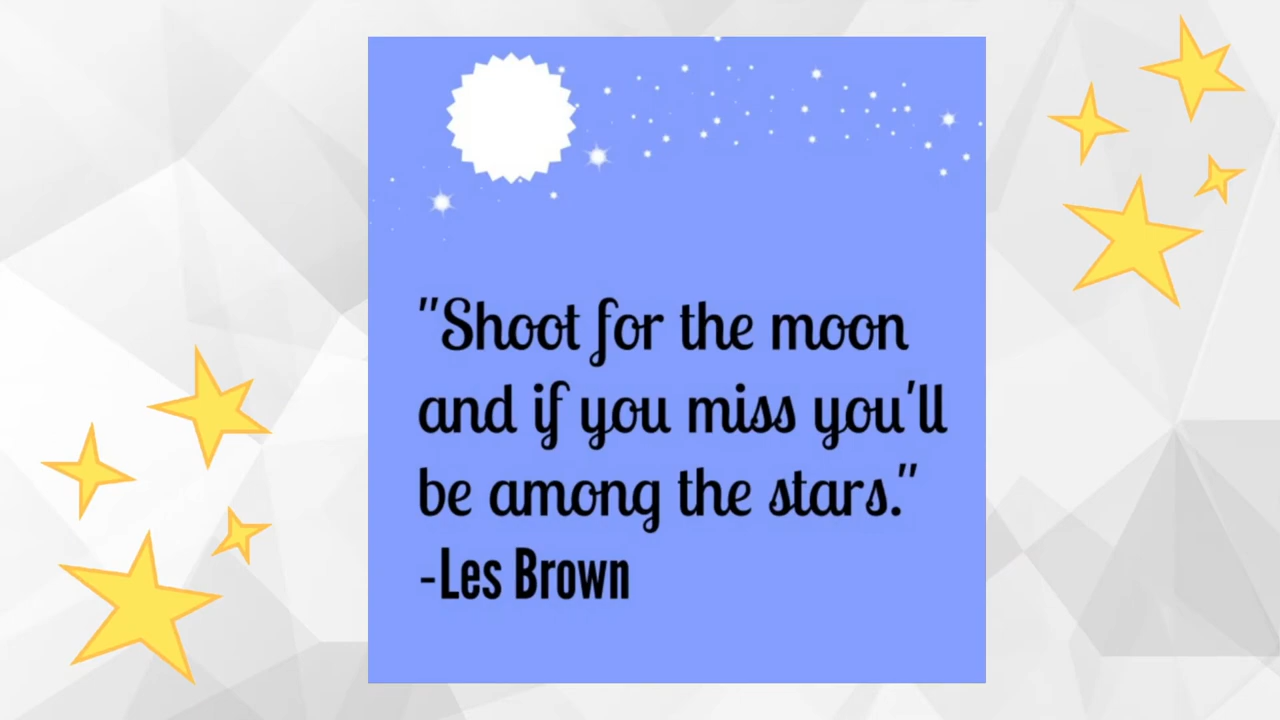 "Shoot for the moon
and if you miss you'll
be among the stars."
-Les Brown